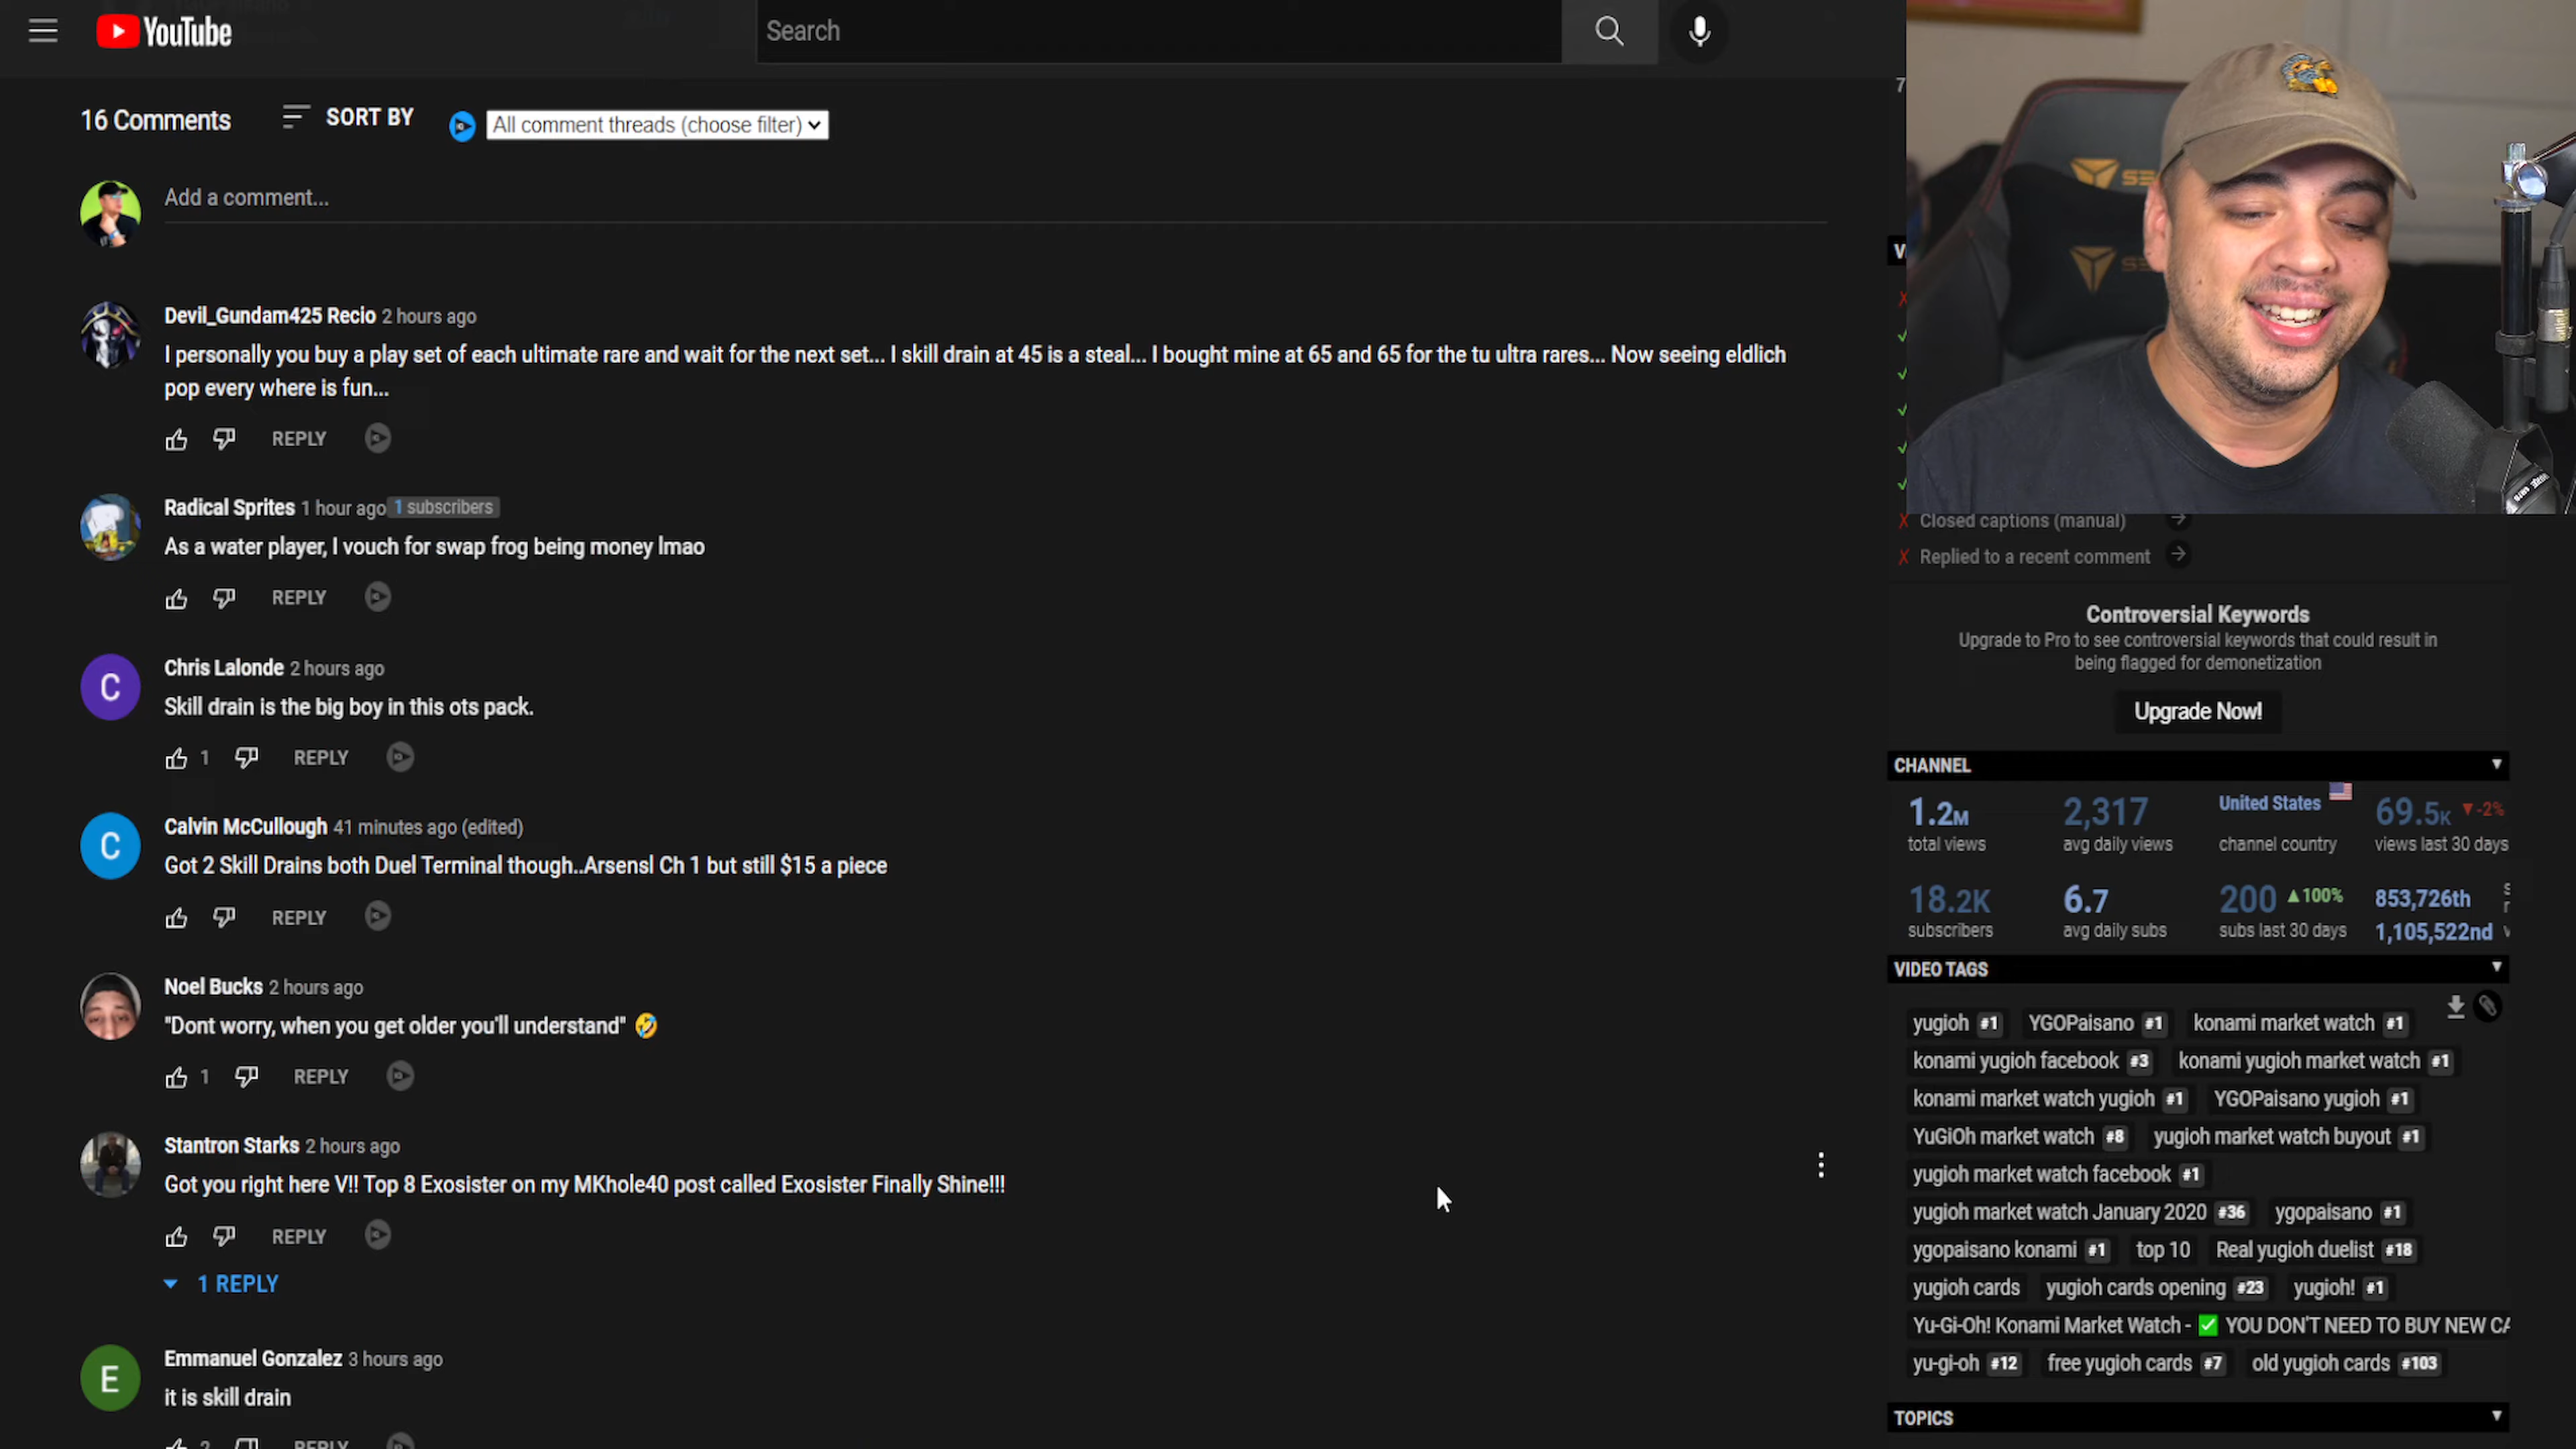 YouTube
Search
16 Comments
SORT BY
All comment threads (choose filter)
Add a comment...
Devil_Gundam425 Recio 2 hours ago
I personally you buy a play set of each ultimate rare and wait for the next set... I skill drain at 45 is a steal... I bought mine at 65 and 65 for the tu ultra rares... Now seeing eldlich
pop every where is fun...
REPLY
Radical Sprites 1 hour ago 1 subscribers
As a water player, I vouch for swap frog being money lmao
REPLY
Chris Lalonde 2 hours ago
C
Skill drain is the big boy in this ots pack.
1 REPLY
Calvin McCullough 41 minutes ago (edited)
C
Got 2 Skill Drains both Duel Terminal though..Arsensl Ch 1 but still $15 a piece
REPLY
Noel Bucks 2 hours ago
"Dont worry, when you get older you'll understand" 🤣
1 REPLY
Stantron Starks 2 hours ago
Got you right here V!! Top 8 Exosister on my MKhole40 post called Exosister Finally Shine!!!
REPLY
1 REPLY
Emmanuel Gonzalez 3 hours ago
E
it is skill drain
2 REPLY
7
V
Closed captions (manual)
Replied to a recent comment
Controversial Keywords
Upgrade to Pro to see controversial keywords that could result in
being flagged for demonetization
Upgrade Now!
CHANNEL
1.2M 2,317 United States 69.5K -2%
total views avg daily views channel country views last 30 days
18.2K 6.7 200 100% 853,726th
subscribers avg daily subs subs last 30 days 1,105,522nd
VIDEO TAGS
yugioh #1 YGOPaisano #1 konami market watch #1
konami yugioh facebook #3 konami yugioh market watch #1
konami market watch yugioh #1 YGOPaisano yugioh #1
YuGiOh market watch #8 yugioh market watch buyout #1
yugioh market watch facebook #1
yugioh market watch January 2020 #36 ygopaisano #1
ygopaisano konami #1 top 10 Real yugioh duelist #18
yugioh cards yugioh cards opening #23 yugioh! #1
Yu-Gi-Oh! Konami Market Watch - ✅ YOU DON'T NEED TO BUY NEW CA
yu-gi-oh #12 free yugioh cards #7 old yugioh cards #103
TOPICS